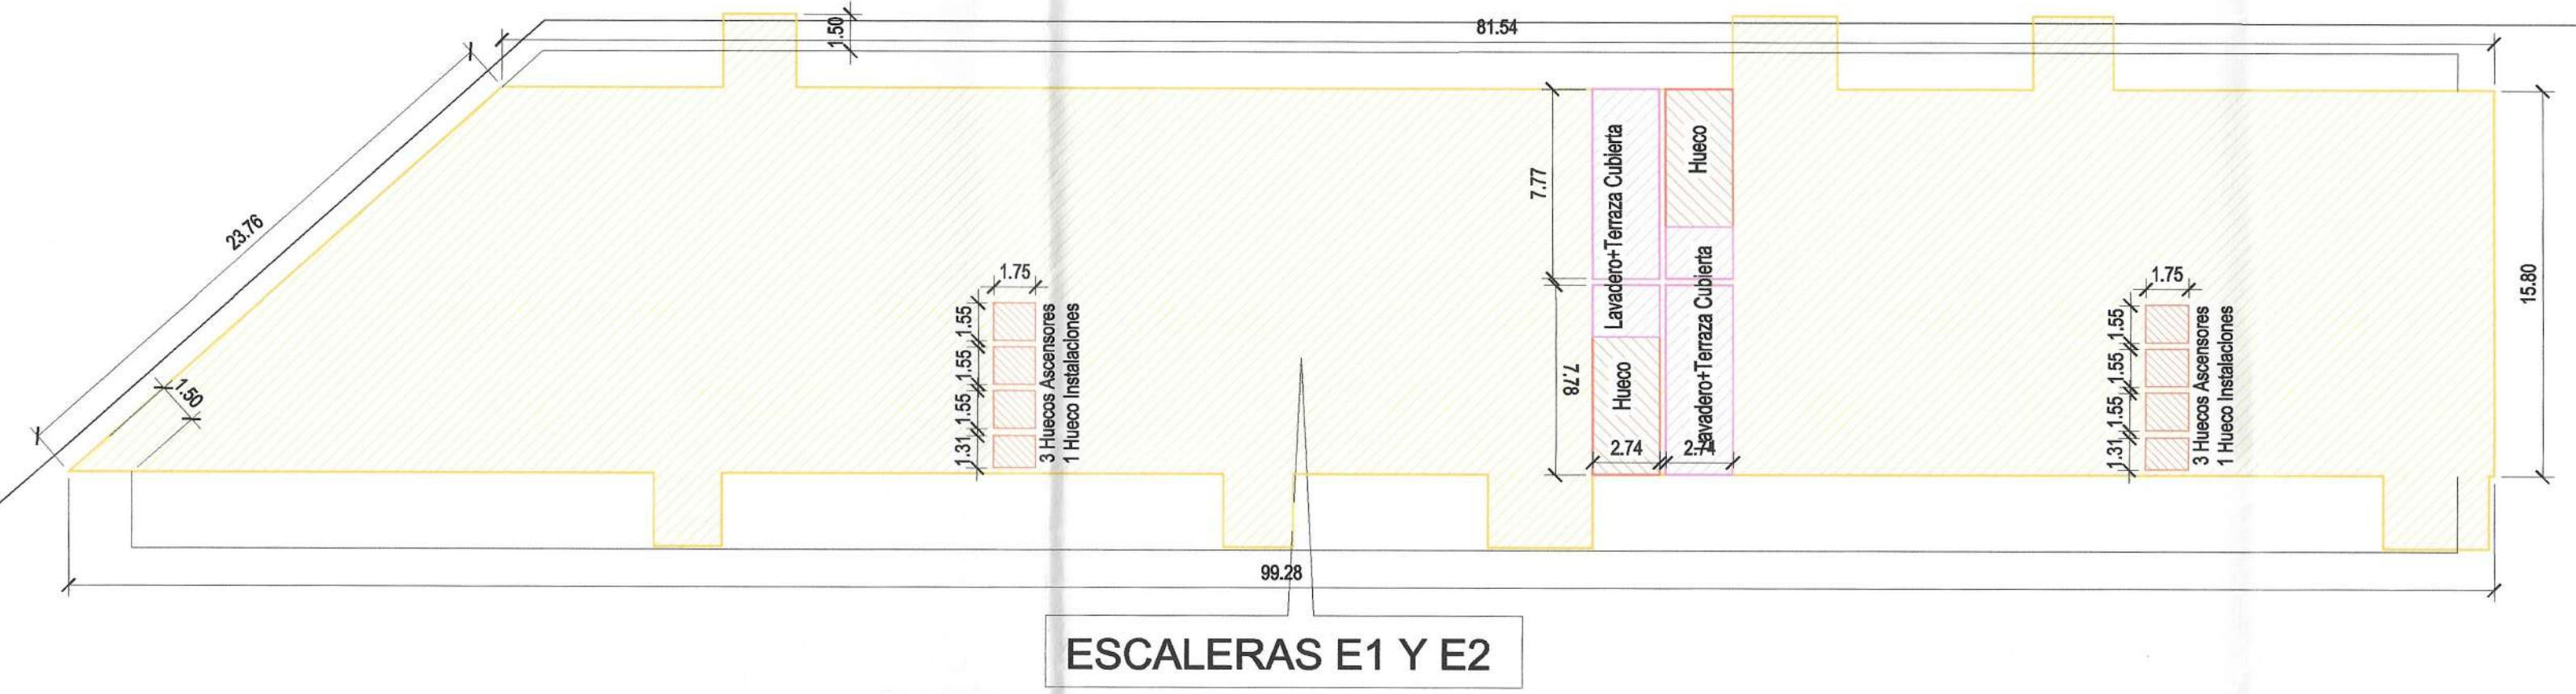 81.54
1.50
23.76
1.50
1.75
1.55
1.55
1.55
1.31
3 Huecos Ascensores
1 Hueco Instalaciones
7.77
7.78
Lavadero+Terraza Cubierta
Hueco
2.74
Hueco
Lavadero+Terraza Cubierta
2.74
1.75
1.55
1.55
1.55
1.31
3 Huecos Ascensores
1 Hueco Instalaciones
15.80
99.28
ESCALERAS E1 Y E2